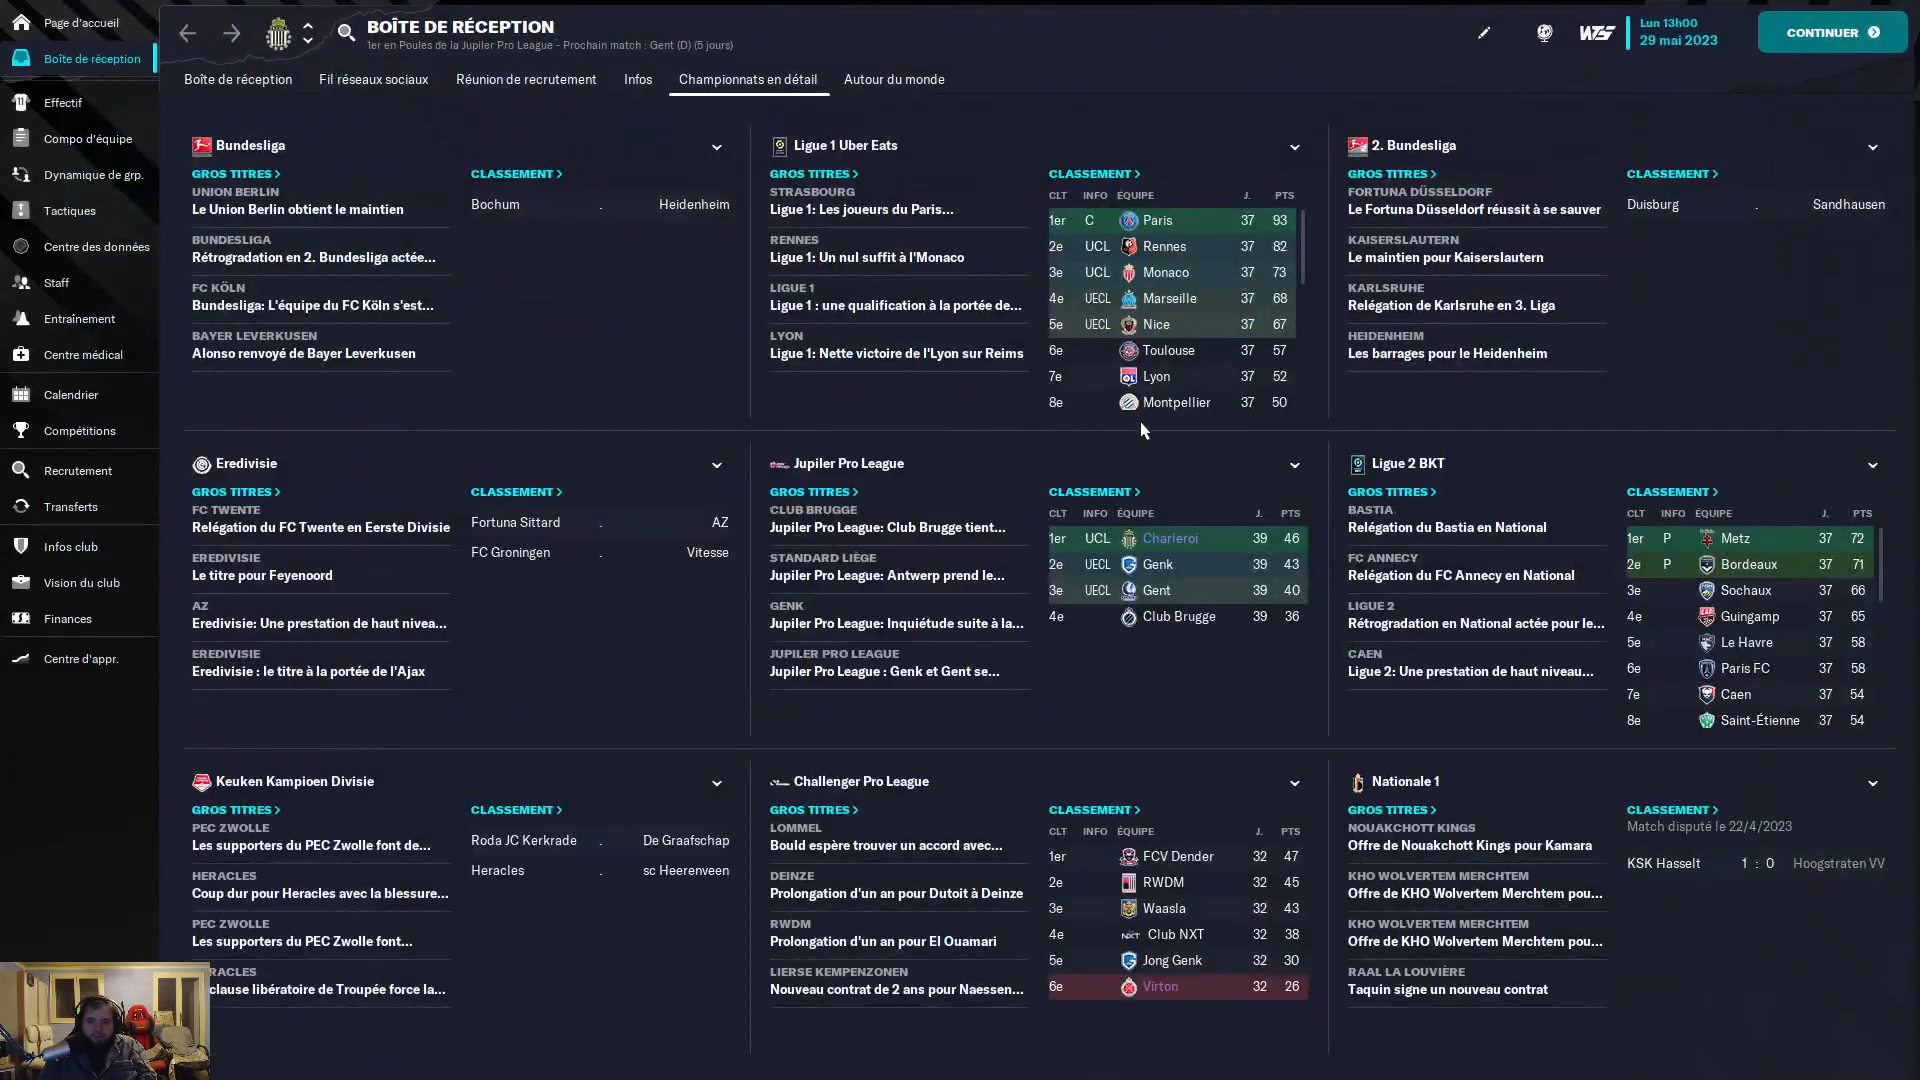 Page d'accueil
Boîte de réception
Effectif
Compo d'équipe
Dynamique de grp.
Tactiques
Centre des données
Staff
Entraînement
Centre médical
Calendrier
Compétitions
Recrutement
Transferts
Infos club
Vision du club
Finances
Centre d'appr.
BOÎTE DE RÉCEPTION
1er en Poules de la Jupiler Pro League - Prochain match : Gent (D) (5 jours)
Lun 13h00
29 mai 2023
CONTINUER
Boîte de réception Fil réseaux sociaux Réunion de recrutement Infos Championnats en détail Autour du monde
Bundesliga
GROS TITRES >
UNION BERLIN
Le Union Berlin obtient le maintien
BUNDESLIGA
Rétrogradation en 2. Bundesliga actée...
FC KÖLN
Bundesliga: L'équipe du FC Köln s'est...
BAYER LEVERKUSEN
Alonso renvoyé de Bayer Leverkusen
CLASSEMENT >
Bochum . Heidenheim
Ligue 1 Uber Eats
GROS TITRES >
STRASBOURG
Ligue 1: Les joueurs du Paris...
RENNES
Ligue 1: Un nul suffit à l'Monaco
LIGUE 1
Ligue 1 : une qualification à la portée de...
LYON
Ligue 1: Nette victoire de l'Lyon sur Reims
CLASSEMENT >
CLT INFO ÉQUIPE J. PTS
1er C Paris 37 93
2e UCL Rennes 37 82
3e UCL Monaco 37 73
4e UECL Marseille 37 68
5e UECL Nice 37 67
6e Toulouse 37 57
7e Lyon 37 52
8e Montpellier 37 50
2. Bundesliga
GROS TITRES >
FORTUNA DÜSSELDORF
Le Fortuna Düsseldorf réussit à se sauver
KAISERSLAUTERN
Le maintien pour Kaiserslautern
KARLSRUHE
Relégation de Karlsruhe en 3. Liga
HEIDENHEIM
Les barrages pour le Heidenheim
CLASSEMENT >
Duisburg . Sandhausen
Eredivisie
GROS TITRES >
FC TWENTE
Relégation du FC Twente en Eerste Divisie
EREDIVISIE
Le titre pour Feyenoord
AZ
Eredivisie: Une prestation de haut nivea...
EREDIVISIE
Eredivisie : le titre à la portée de l'Ajax
CLASSEMENT >
Fortuna Sittard . AZ
FC Groningen . Vitesse
Jupiler Pro League
GROS TITRES >
CLUB BRUGGE
Jupiler Pro League: Club Brugge tient...
STANDARD LIÈGE
Jupiler Pro League: Antwerp prend le...
GENK
Jupiler Pro League: Inquiétude suite à la...
JUPILER PRO LEAGUE
Jupiler Pro League : Genk et Gent se...
CLASSEMENT >
CLT INFO ÉQUIPE J. PTS
1er UCL Charleroi 39 46
2e UECL Genk 39 43
3e UECL Gent 39 40
4e Club Brugge 39 36
Ligue 2 BKT
GROS TITRES >
BASTIA
Relégation du Bastia en National
FC ANNECY
Relégation du FC Annecy en National
LIGUE 2
Rétrogradation en National actée pour le...
CAEN
Ligue 2: Une prestation de haut niveau...
CLASSEMENT >
CLT INFO ÉQUIPE J. PTS
1er P Metz 37 72
2e P Bordeaux 37 71
3e Sochaux 37 66
4e Guingamp 37 65
5e Le Havre 37 58
6e Paris FC 37 58
7e Caen 37 54
8e Saint-Étienne 37 54
Keuken Kampioen Divisie
GROS TITRES >
PEC ZWOLLE
Les supporters du PEC Zwolle font de...
HERACLES
Coup dur pour Heracles avec la blessure...
PEC ZWOLLE
Les supporters du PEC Zwolle font...
RACLES
clause libératoire de Troupée force la...
CLASSEMENT >
Roda JC Kerkrade . De Graafschap
Heracles . sc Heerenveen
Challenger Pro League
GROS TITRES >
LOMMEL
Bould espère trouver un accord avec...
DEINZE
Prolongation d'un an pour Dutoit à Deinze
RWDM
Prolongation d'un an pour El Ouamari
LIERSE KEMPENZONEN
Nouveau contrat de 2 ans pour Naessen...
CLASSEMENT >
CLT INFO ÉQUIPE J. PTS
1er FCV Dender 32 47
2e RWDM 32 45
3e Waasla 32 43
4e NXT Club NXT 32 38
5e Jong Genk 32 30
6e Virton 32 26
Nationale 1
GROS TITRES >
NOUAKCHOTT KINGS
Offre de Nouakchott Kings pour Kamara
KHO WOLVERTEM MERCHTEM
Offre de KHO Wolvertem Merchtem pou...
KHO WOLVERTEM MERCHTEM
Offre de KHO Wolvertem Merchtem pou...
RAAL LA LOUVIÈRE
Taquin signe un nouveau contrat
CLASSEMENT >
Match disputé le 22/4/2023
KSK Hasselt 1 : 0 Hoogstraten VV